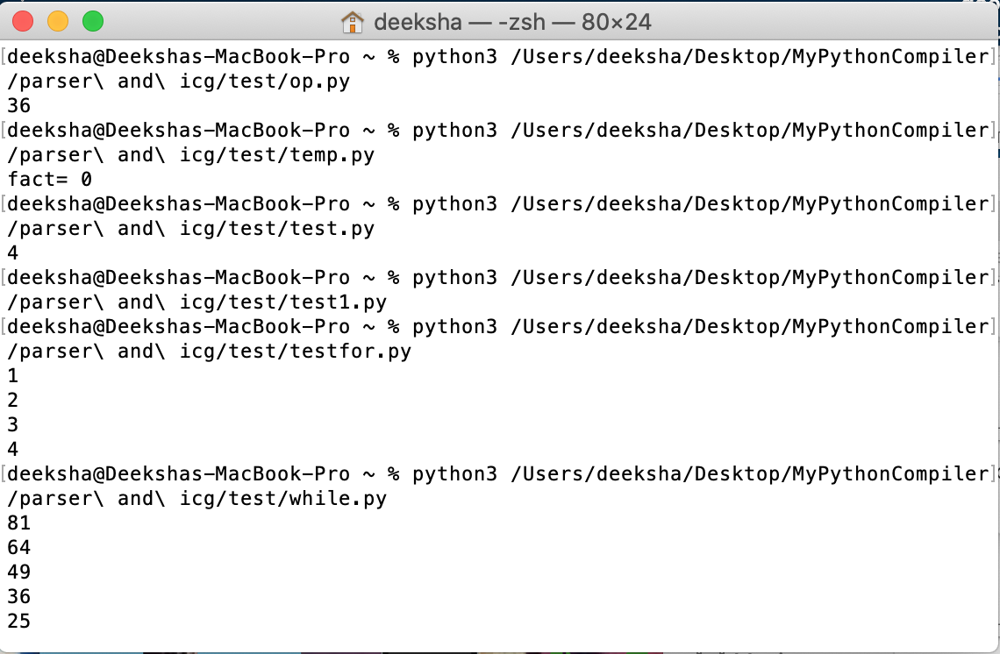 deeksha — -zsh — 80×24
[deeksha@Deekshas-MacBook-Pro ~ % python3 /Users/deeksha/Desktop/MyPythonCompiler]
/parser\ and\ icg/test/op.py
36
[deeksha@Deekshas-MacBook-Pro ~ % python3 /Users/deeksha/Desktop/MyPythonCompiler]
/parser\ and\ icg/test/temp.py
fact= 0
[deeksha@Deekshas-MacBook-Pro ~ % python3 /Users/deeksha/Desktop/MyPythonCompiler]
/parser\ and\ icg/test/test.py
4
[deeksha@Deekshas-MacBook-Pro ~ % python3 /Users/deeksha/Desktop/MyPythonCompiler]
/parser\ and\ icg/test/test1.py
[deeksha@Deekshas-MacBook-Pro ~ % python3 /Users/deeksha/Desktop/MyPythonCompiler]
/parser\ and\ icg/test/testfor.py
1
2
3
4
[deeksha@Deekshas-MacBook-Pro ~ % python3 /Users/deeksha/Desktop/MyPythonCompiler]
/parser\ and\ icg/test/while.py
81
64
49
36
25